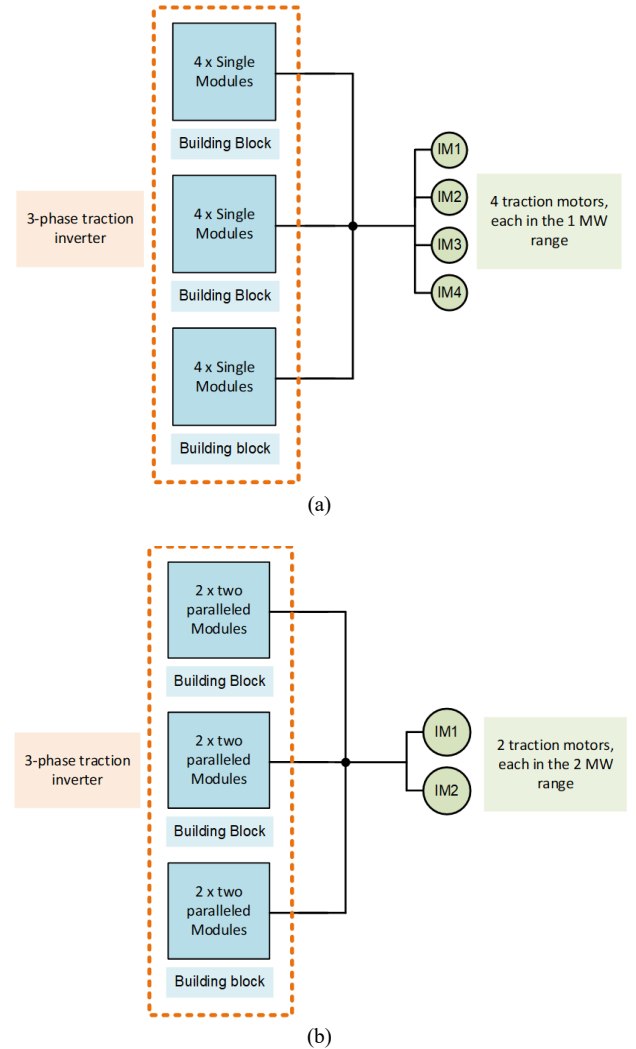 4 x Single
Modules
Building Block
3-phase traction
inverter
4 x Single
Modules
Building Block
4 x Single
Modules
Building block
IM1
IM2
IM3
IM4
4 traction motors,
each in the 1 MW
range
(a)
2 x two
paralleled
Modules
Building Block
3-phase traction
inverter
2 x two
paralleled
Modules
Building Block
2 x two
paralleled
Modules
Building block
IM1
IM2
2 traction motors,
each in the 2 MW
range
(b)